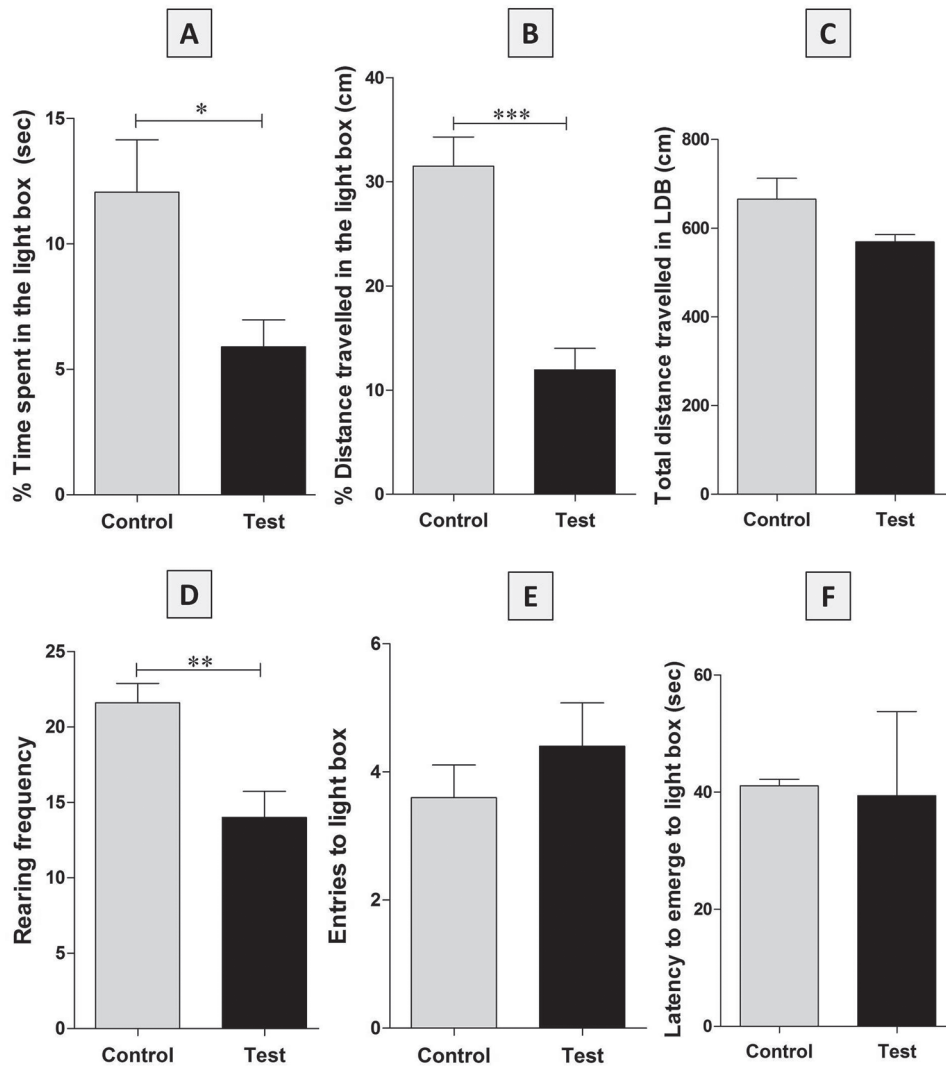 A
% Time spent in the light box (sec)
15
10
5
0
*
Control
Test
B
% Distance travelled in the light box (cm)
40
30
20
10
0
***
Control
Test
C
Total distance travelled in LDB (cm)
800
600
400
200
0
Control
Test
D
Rearing frequency
25
20
15
10
5
0
**
Control
Test
E
Entries to light box
6
4
2
0
Control
Test
F
Latency to emerge to light box (sec)
60
40
20
0
Control
Test